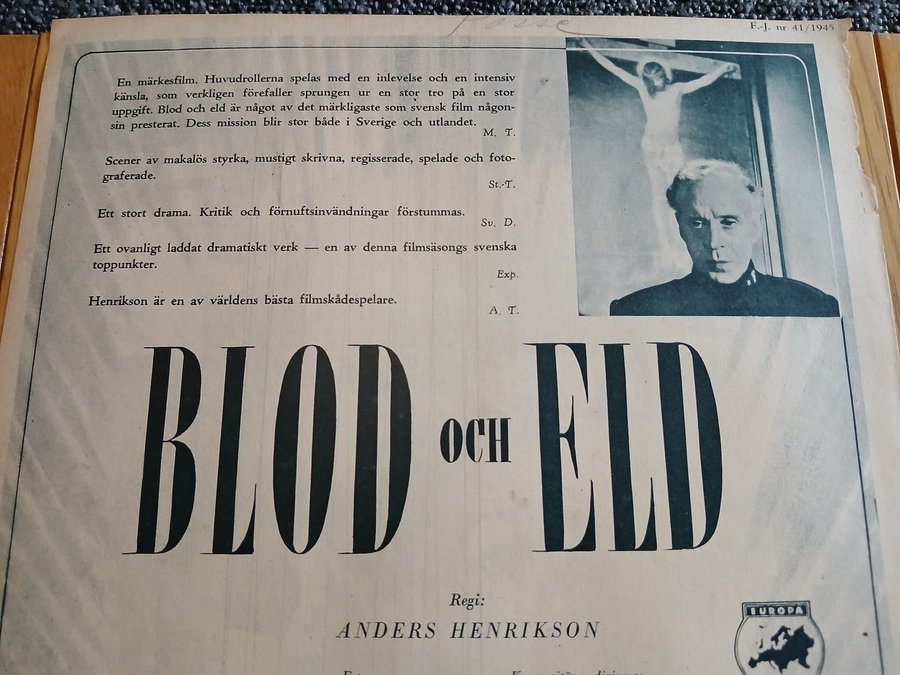 F.-J. nr 41/1945
En märkesfilm. Huvudrollerna spelas med en inlevelse och en intensiv
känsla, som verkligen förefaller sprungen ur en stor tro på en stor
uppgift. Blod och eld är något av det märkligaste som svensk film någon-
sin presterat. Dess mission blir stor både i Sverige och utlandet.
M. T.
Scener av makalös styrka, mustigt skrivna, regisserade, spelade och foto-
graferade.
St.-T.
Ett stort drama. Kritik och förnuftsinvändningar förstummas.
Sv. D.
Ett ovanligt laddat dramatiskt verk — en av denna filmsäsongs svenska
toppunkter.
Exp.
Henrikson är en av världens bästa filmskådespelare.
A. T.
BLOD OCH ELD
Regi:
ANDERS HENRIKSON
EUROPA